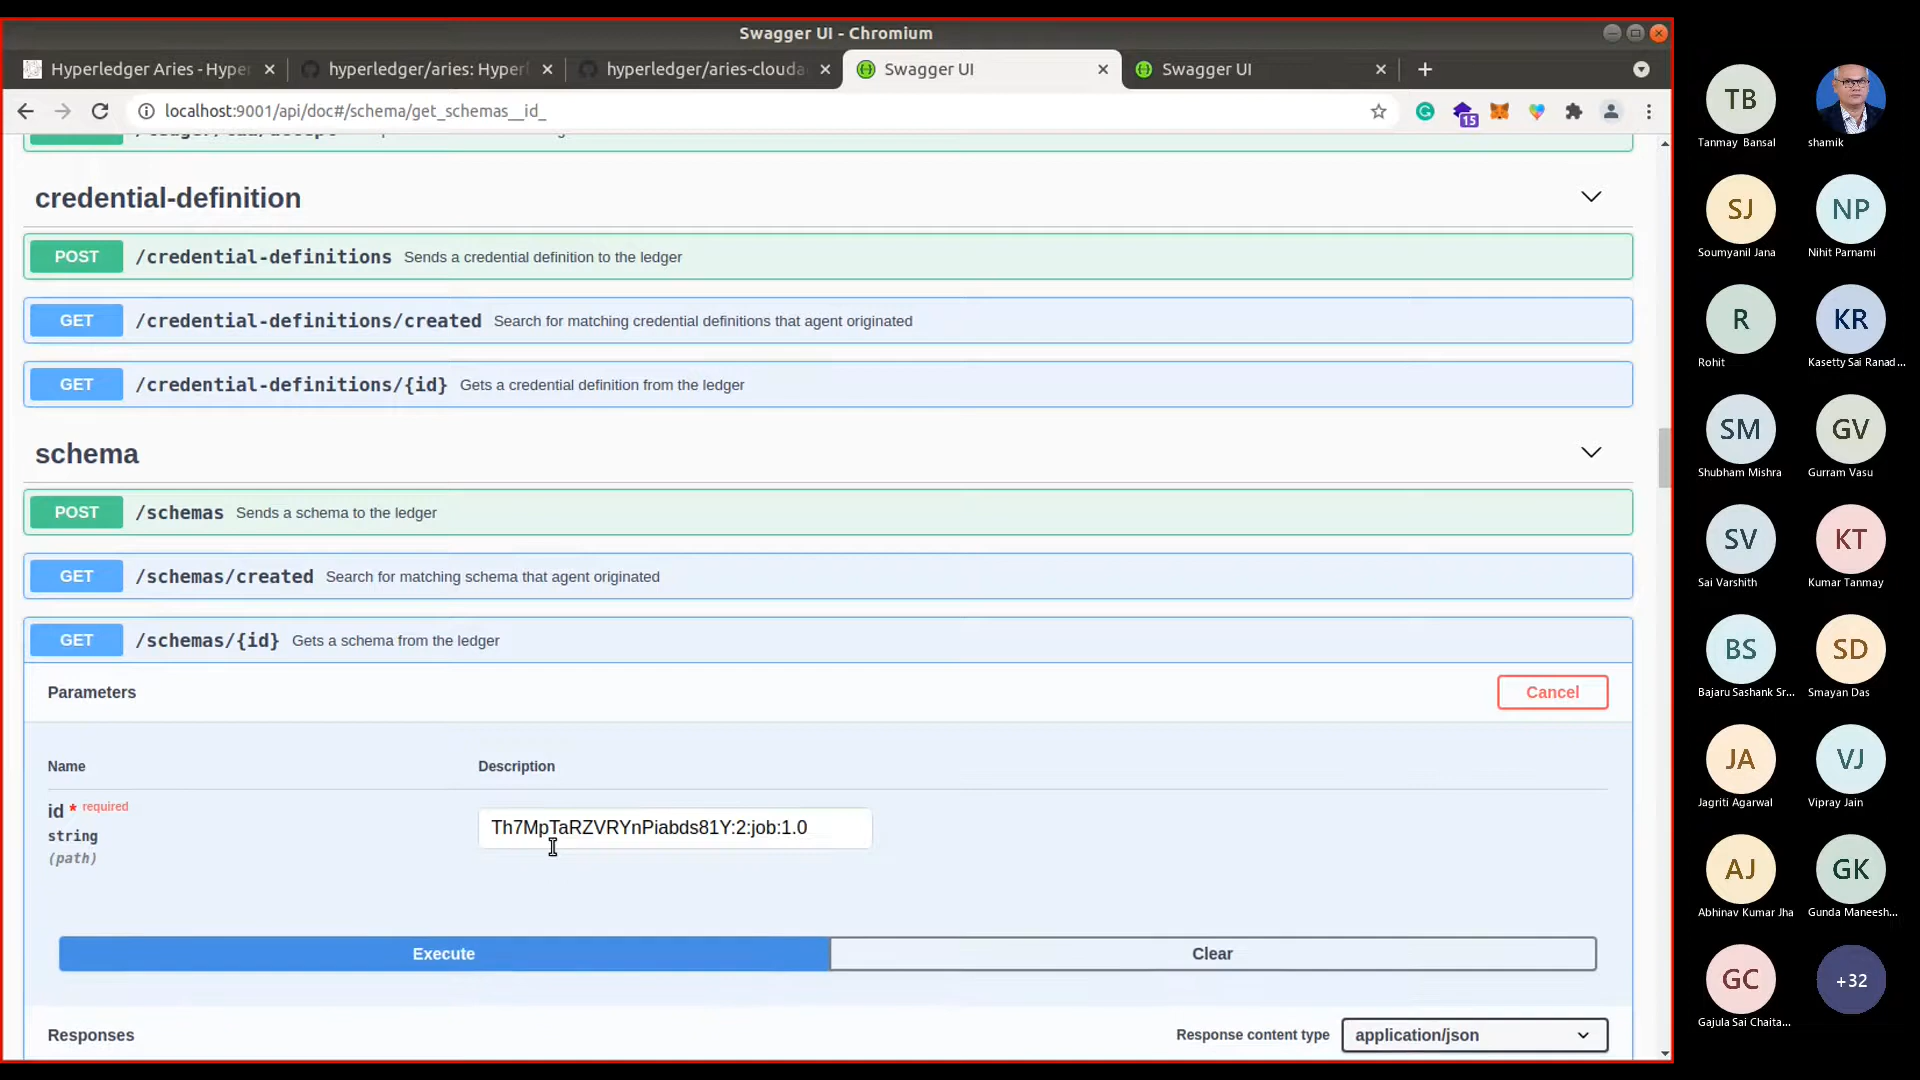 Swagger UI - Chromium
Hyperledger Aries - Hyper
hyperledger/aries: Hyperl
hyperledger/aries-clouda
Swagger UI
Swagger UI
localhost:9001/api/doc#/schema/get_schemas__id_
15
credential-definition
POST /credential-definitions Sends a credential definition to the ledger
GET /credential-definitions/created Search for matching credential definitions that agent originated
GET /credential-definitions/{id} Gets a credential definition from the ledger
schema
POST /schemas Sends a schema to the ledger
GET /schemas/created Search for matching schema that agent originated
GET /schemas/{id} Gets a schema from the ledger
Parameters
Cancel
Name Description
id * required
string
(path)
Th7MpTaRZVRYnPiabds81Y:2:job:1.0
Execute
Clear
Responses
Response content type application/json
TB
Tanmay Bansal
shamik
SJ
Soumyanil Jana
NP
Nihit Parnami
R
Rohit
KR
Kasetty Sai Ranad...
SM
Shubham Mishra
GV
Gurram Vasu
SV
Sai Varshith
KT
Kumar Tanmay
BS
Bajaru Sashank Sr...
SD
Smayan Das
JA
Jagriti Agarwal
VJ
Vipray Jain
AJ
Abhinav Kumar Jha
GK
Gunda Maneesh...
GC
Gajula Sai Chaita...
+32